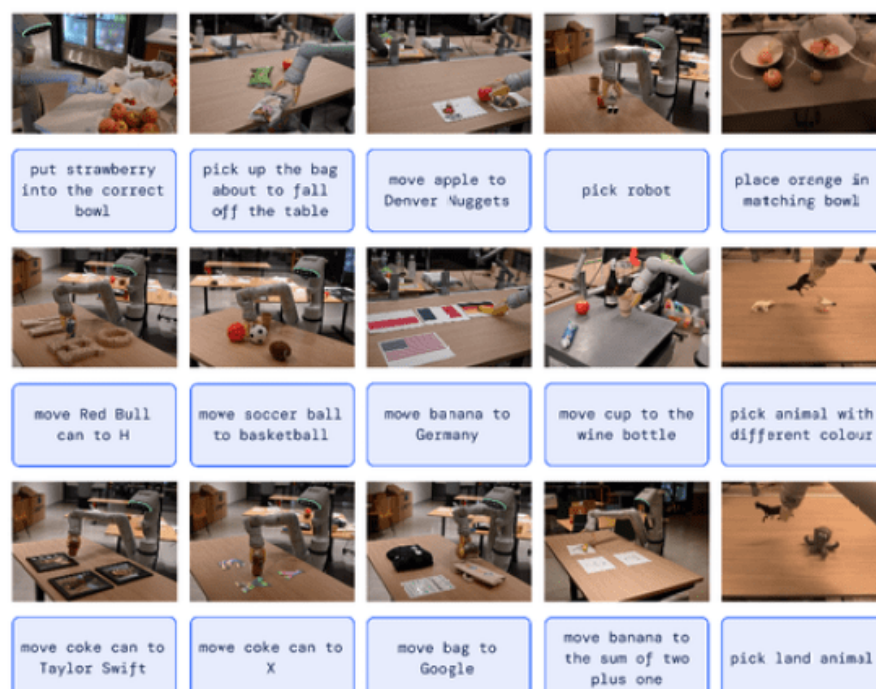 put strawberry
into the correct
bowl
pick up the bag
about to fall
off the table
move apple to
Denver Nuggets
pick robot
place orange in
matching bowl
move Red Bull
can to H
move soccer ball
to basketball
move banana to
Germany
move cup to the
wine bottle
pick animal with
different colour
move coke can to
Taylor Swift
move coke can to
X
move bag to
Google
move banana to
the sum of two
plus one
pick land animal